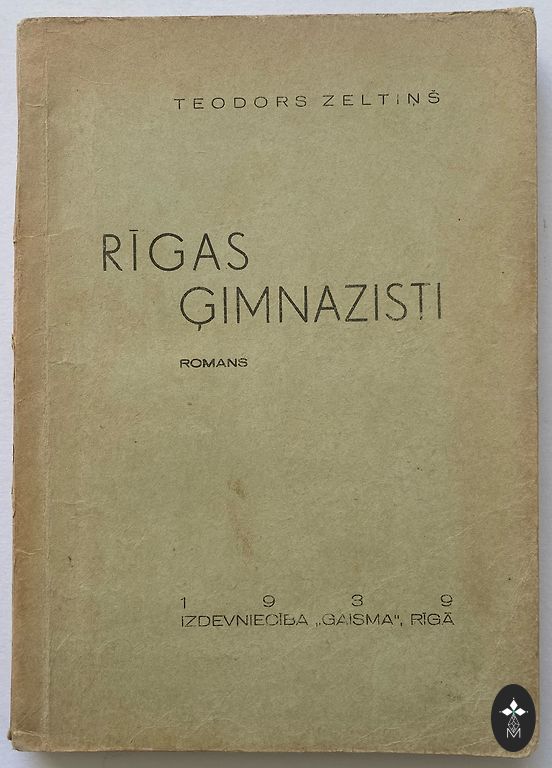 TEODORS ZELTIŅŠ
RĪGAS
ĢIMNAZISTI
ROMANS
1 9 3 9
IZDEVNIECĪBA „GAISMA", RĪGĀ
M